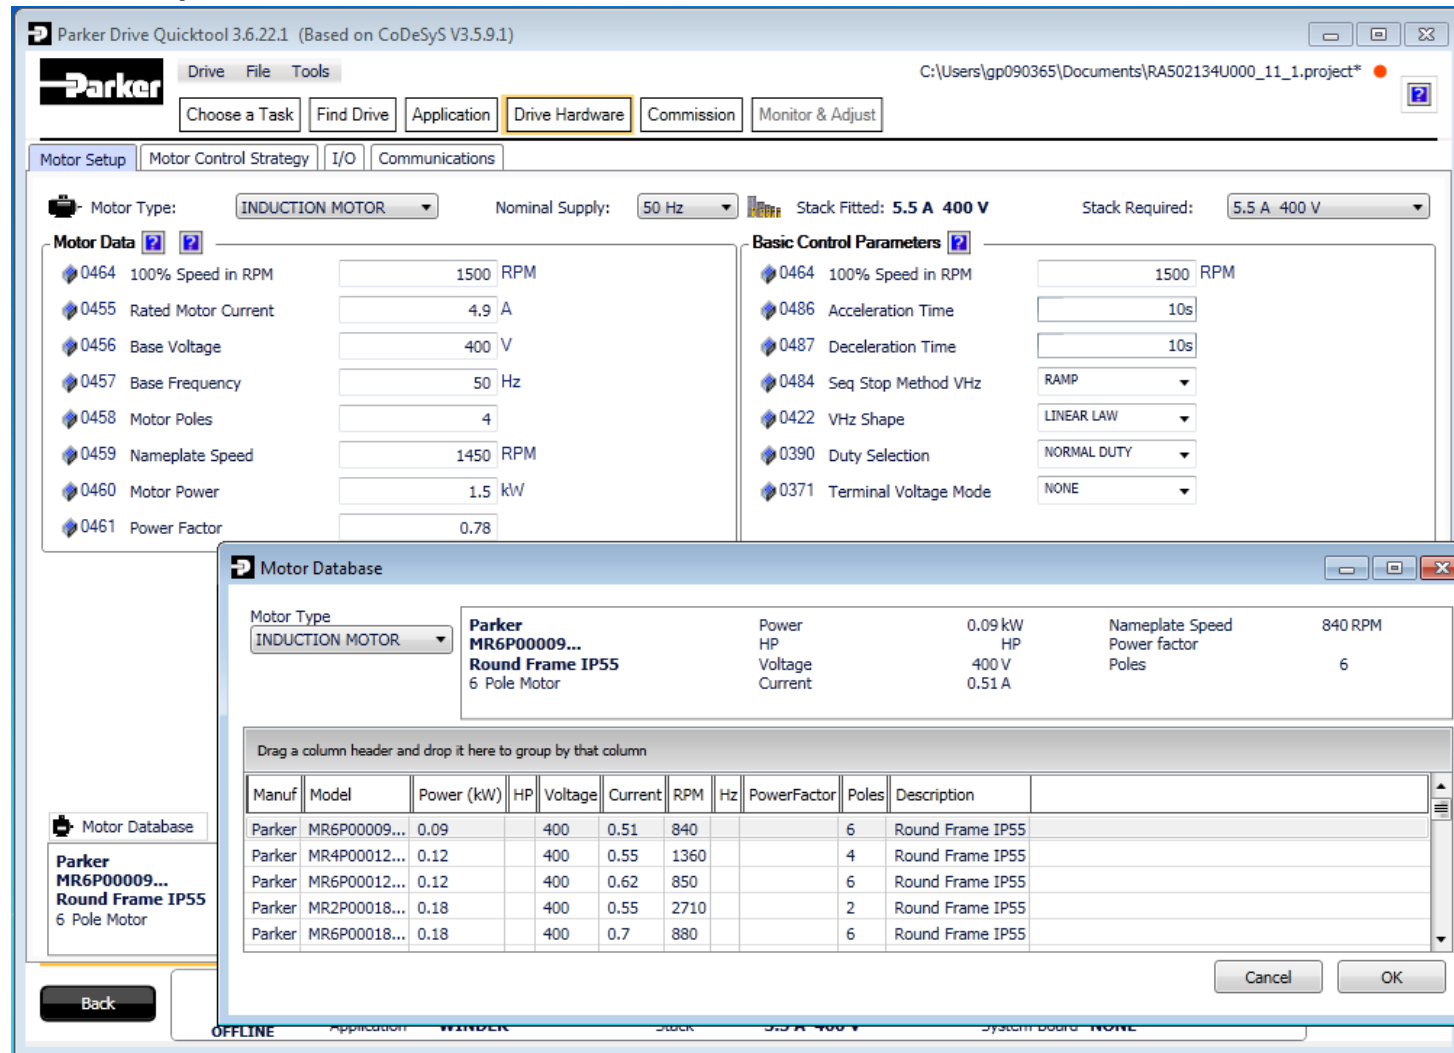 Parker Drive Quicktool 3.6.22.1 (Based on CoDeSyS V3.5.9.1)
Parker
Drive File Tools
C:\Users\gp090365\Documents\RA502134U000_11_1.project*
Choose a Task Find Drive Application Drive Hardware Commission Monitor & Adjust
Motor Setup Motor Control Strategy I/O Communications
Motor Type: INDUCTION MOTOR Nominal Supply: 50 Hz Stack Fitted: 5.5 A 400 V Stack Required: 5.5 A 400 V
Motor Data ? ?
0464 100% Speed in RPM 1500 RPM
0455 Rated Motor Current 4.9 A
0456 Base Voltage 400 V
0457 Base Frequency 50 Hz
0458 Motor Poles 4
0459 Nameplate Speed 1450 RPM
0460 Motor Power 1.5 kW
0461 Power Factor 0.78
Basic Control Parameters ?
0464 100% Speed in RPM 1500 RPM
0486 Acceleration Time 10s
0487 Deceleration Time 10s
0484 Seq Stop Method VHz RAMP
0422 VHz Shape LINEAR LAW
0390 Duty Selection NORMAL DUTY
0371 Terminal Voltage Mode NONE
Motor Database
Parker
MR6P00009...
Round Frame IP55
6 Pole Motor
Motor Database
Motor Type
INDUCTION MOTOR
Parker
MR6P00009...
Round Frame IP55
6 Pole Motor
Power 0.09 kW
HP HP
Voltage 400 V
Current 0.51 A
Nameplate Speed 840 RPM
Power factor
Poles 6
Drag a column header and drop it here to group by that column
Manuf Model Power (kW) HP Voltage Current RPM Hz PowerFactor Poles Description
Parker MR6P00009... 0.09 400 0.51 840 6 Round Frame IP55
Parker MR4P00012... 0.12 400 0.55 1360 4 Round Frame IP55
Parker MR6P00012... 0.12 400 0.62 850 6 Round Frame IP55
Parker MR2P00018... 0.18 400 0.55 2710 2 Round Frame IP55
Parker MR6P00018... 0.18 400 0.7 880 6 Round Frame IP55
Cancel OK
Back
OFFLINE Application WINDER Stack 5.5 A 400 V System Board NONE